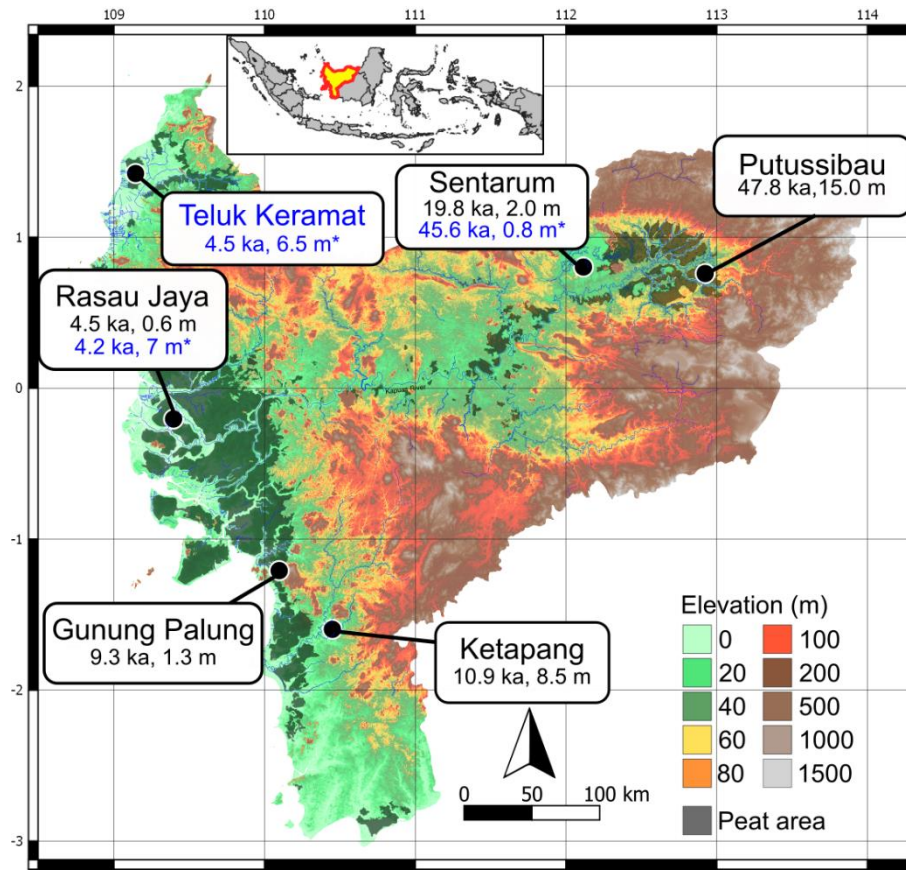 109 110 111 112 113 114
2
1
0
-1
-2
-3
Teluk Keramat
4.5 ka, 6.5 m*
Sentarum
19.8 ka, 2.0 m
45.6 ka, 0.8 m*
Putussibau
47.8 ka,15.0 m
Rasau Jaya
4.5 ka, 0.6 m
4.2 ka, 7 m*
Kapuas River
Gunung Palung
9.3 ka, 1.3 m
Ketapang
10.9 ka, 8.5 m
0 50 100 km
Elevation (m)
0 100
20 200
40 500
60 1000
80 1500
Peat area